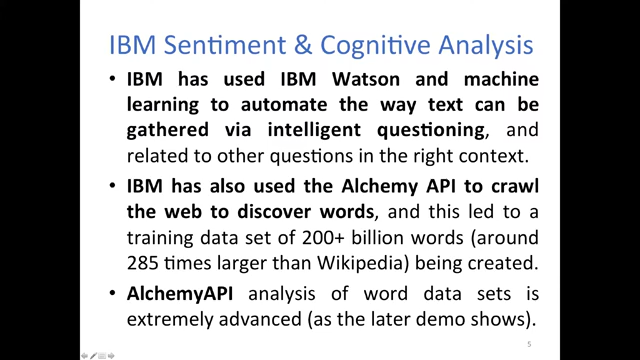 IBM Sentiment & Cognitive Analysis
• IBM has used IBM Watson and machine
learning to automate the way text can be
gathered via intelligent questioning, and
related to other questions in the right context.
• IBM has also used the Alchemy API to crawl
the web to discover words, and this led to a
training data set of 200+ billion words (around
285 times larger than Wikipedia) being created.
• AlchemyAPI analysis of word data sets is
extremely advanced (as the later demo shows).
5